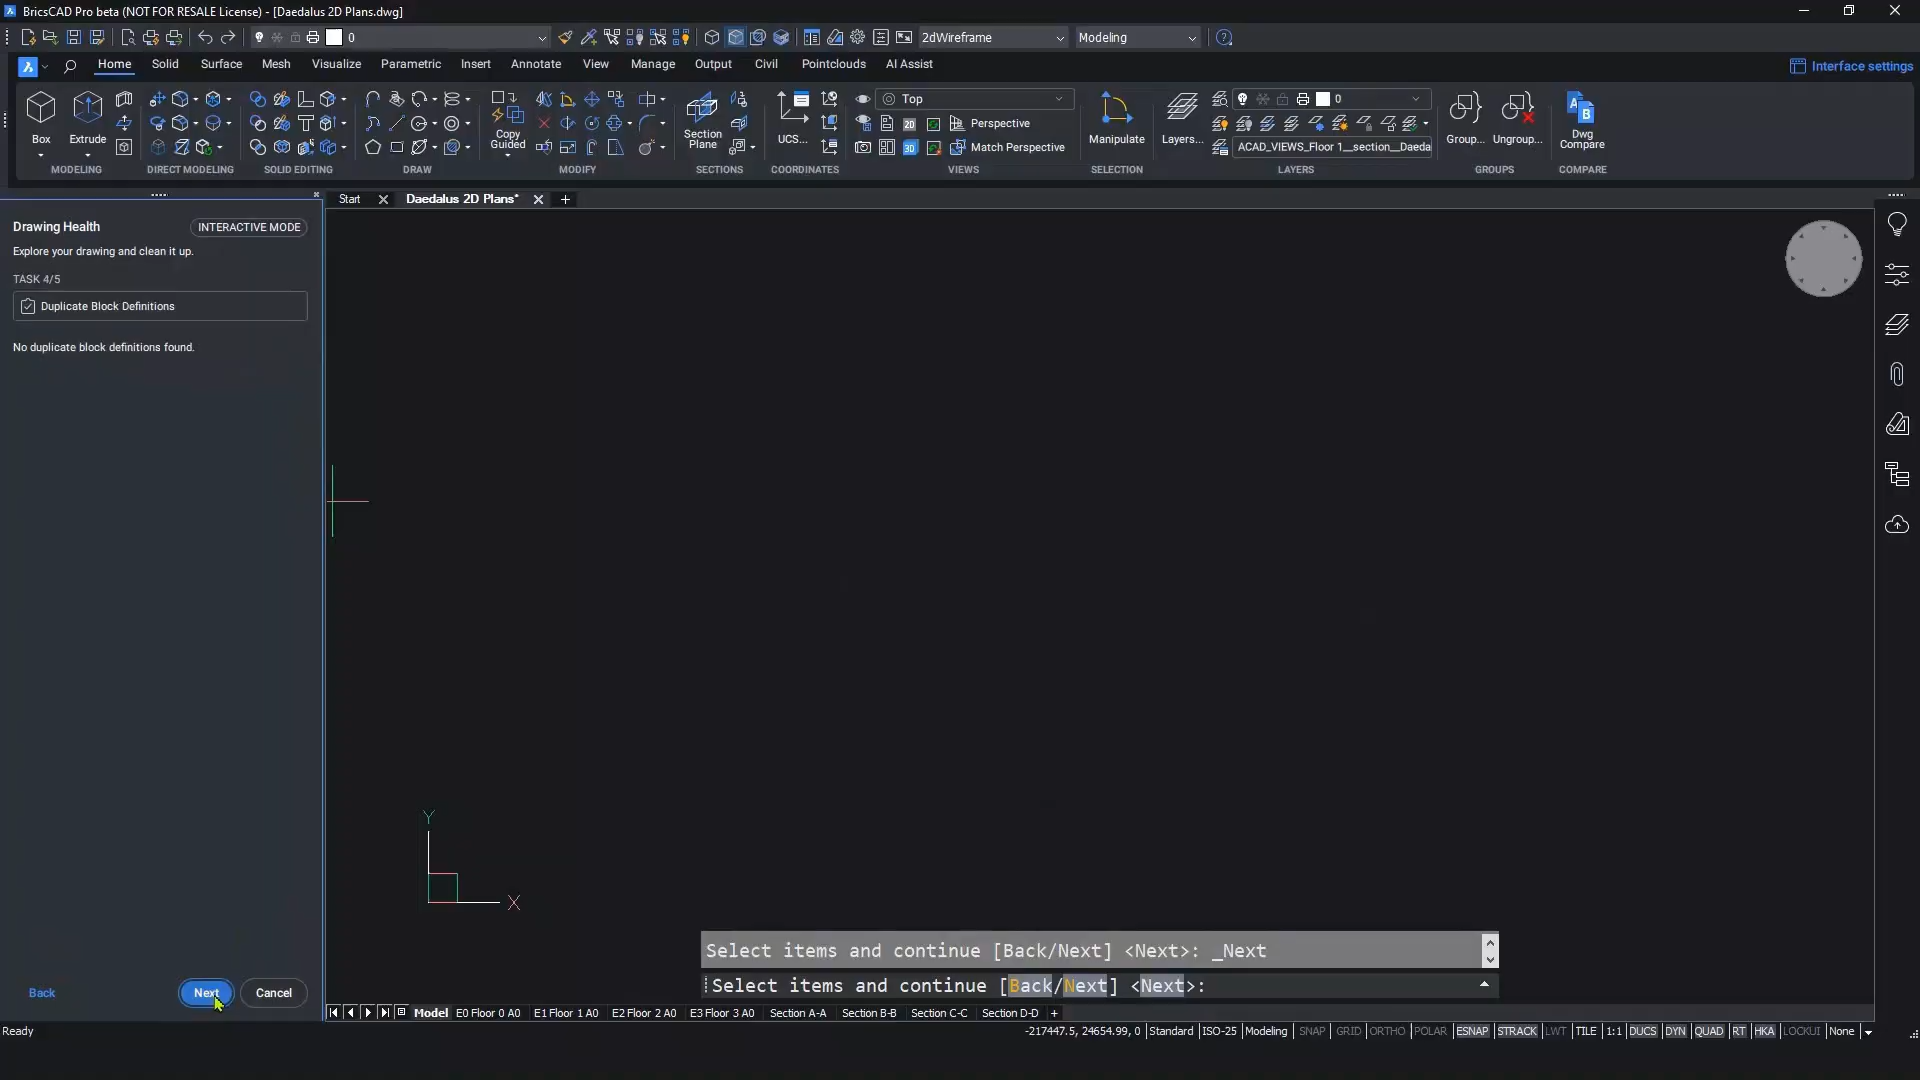 BricsCAD Pro beta (NOT FOR RESALE License) - [Daedalus 2D Plans.dwg]
0
2dWireframe
Modeling
Home
Solid
Surface
Mesh
Visualize
Parametric
Insert
Annotate
View
Manage
Output
Civil
Pointclouds
AI Assist
Interface settings
Box
Extrude
Copy Guided
Section Plane
UCS...
Top
2D
Perspective
3D
Match Perspective
Manipulate
Layers...
0
ACAD_VIEWS_Floor 1__section__Daeda
Group...
Ungroup...
Dwg Compare
MODELING
DIRECT MODELING
SOLID EDITING
DRAW
MODIFY
SECTIONS
COORDINATES
VIEWS
SELECTION
LAYERS
GROUPS
COMPARE
Start
Daedalus 2D Plans*
Drawing Health
INTERACTIVE MODE
Explore your drawing and clean it up.
TASK 4/5
Duplicate Block Definitions
No duplicate block definitions found.
Y
X
Select items and continue [Back/Next] <Next>: _Next
Select items and continue [Back/Next] <Next>:
Back
Next
Cancel
Model
E0 Floor 0 A0
E1 Floor 1 A0
E2 Floor 2 A0
E3 Floor 3 A0
Section A-A
Section B-B
Section C-C
Section D-D
Ready
-217447.5, 24654.99, 0
Standard
ISO-25
Modeling
SNAP
GRID
ORTHO
POLAR
ESNAP
STRACK
LWT
TILE
1:1
DUCS
DYN
QUAD
RT
HKA
LOCKUI
None